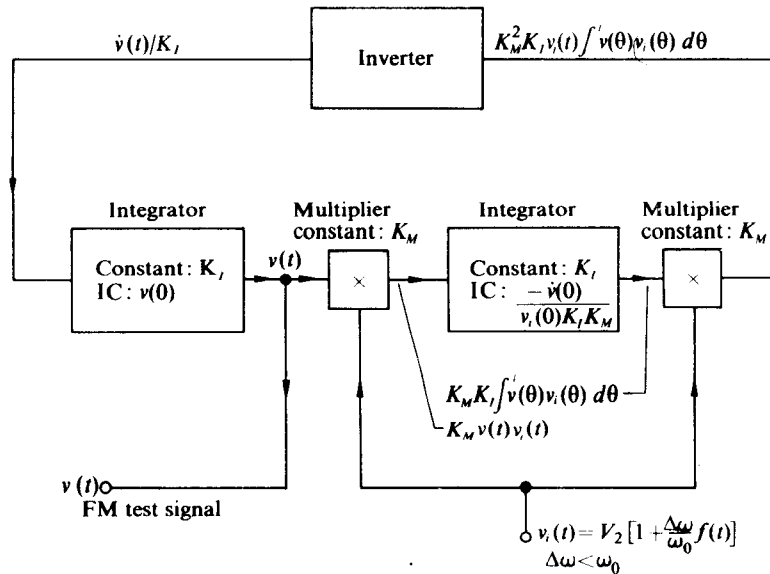 v̇(t)/K_I
Inverter
K_M^2 K_I v_i(t) ∫^t v(θ) v_i(θ) dθ
Integrator
Multiplier
constant: K_M
Integrator
Multiplier
constant: K_M
Constant: K_I
IC: v(0)
v(t)
×
Constant: K_I
IC: -v̇(0) / v_i(0)K_I K_M
×
K_M K_I ∫^t v(θ)v_i(θ) dθ
K_M v(t) v_i(t)
v(t)
FM test signal
v_i(t) = V_2 [1 + Δω/ω_0 f(t)]
Δω < ω_0